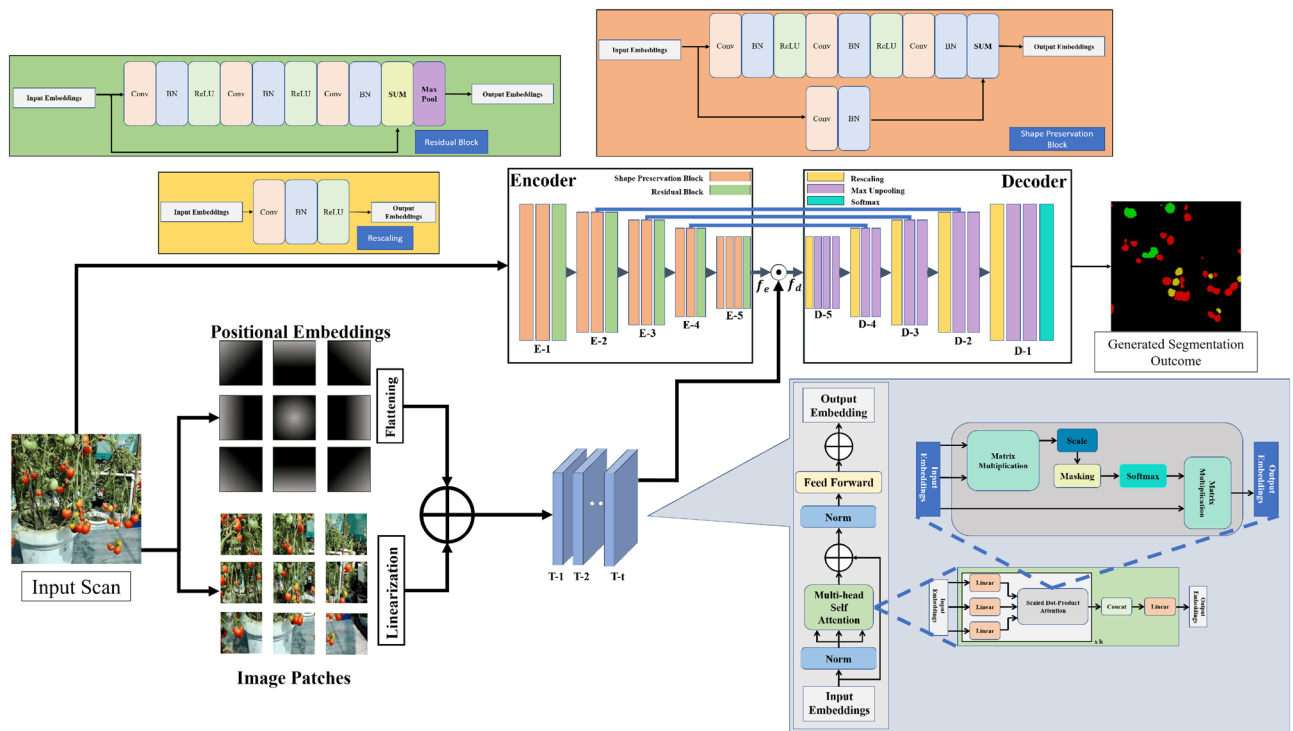 Input Embeddings
Conv
BN
ReLU
Conv
BN
ReLU
Conv
BN
SUM
Output Embeddings
Conv
BN
Shape Preservation
Block
Input Embeddings
Conv
BN
ReLU
Conv
BN
ReLU
Conv
BN
SUM
Max
Pool
Output Embeddings
Residual Block
Input Embeddings
Conv
BN
ReLU
Output
Embeddings
Rescaling
Encoder
Shape Preservation Block
Residual Block
E-1
E-2
E-3
E-4
E-5
fe
fd
Rescaling
Max Unpooling
Softmax
Decoder
D-5
D-4
D-3
D-2
D-1
Generated Segmentation
Outcome
Positional Embeddings
Flattening
Input Scan
Linearization
Image Patches
T-1
T-2
T-t
Output
Embedding
Feed Forward
Norm
Multi-head
Self
Attention
Norm
Input
Embeddings
Input
Embeddings
Matrix
Multiplication
Scale
Masking
Softmax
Matrix
Multiplication
Output
Embeddings
Input
Embeddings
Linear
Linear
Linear
Scaled Dot-Product
Attention
x h
Concat
Linear
Output
Embeddings